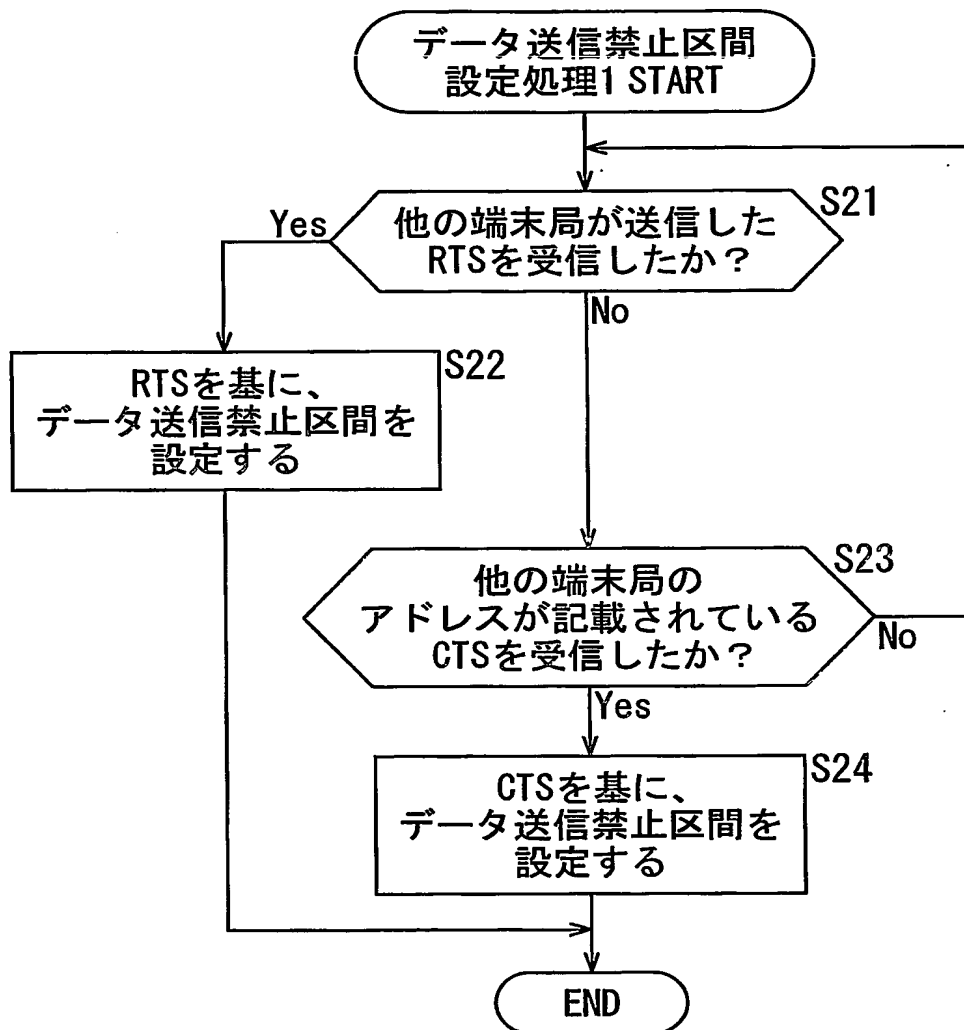 データ送信禁止区間
設定処理1 START
S21
他の端末局が送信した
RTSを受信したか？
Yes
No
S22
RTSを基に、
データ送信禁止区間を
設定する
S23
他の端末局の
アドレスが記載されている
CTSを受信したか？
No
Yes
S24
CTSを基に、
データ送信禁止区間を
設定する
END